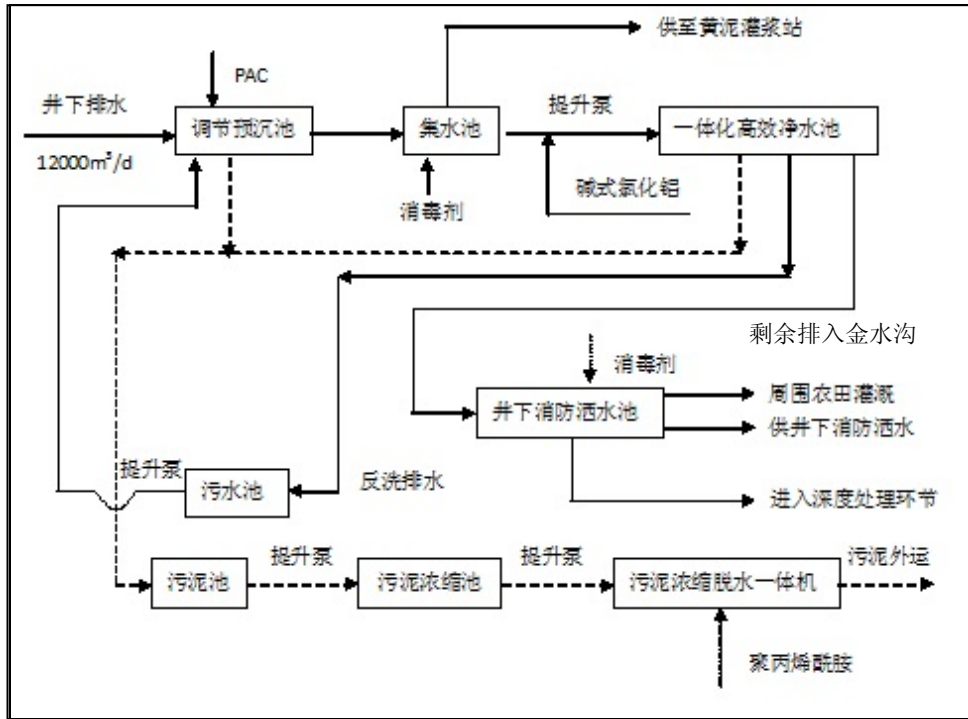 供至黄泥灌浆站
PAC
井下排水
提升泵
调节预沉池
集水池
一体化高效净水池
12000m³/d
消毒剂
碱式氯化铝
剩余排入金水沟
消毒剂
周围农田灌溉
井下消防洒水池
供井下消防洒水
提升泵
反洗排水
污水池
进入深度处理环节
提升泵
提升泵
污泥外运
污泥池
污泥浓缩池
污泥浓缩脱水一体机
聚丙烯酰胺